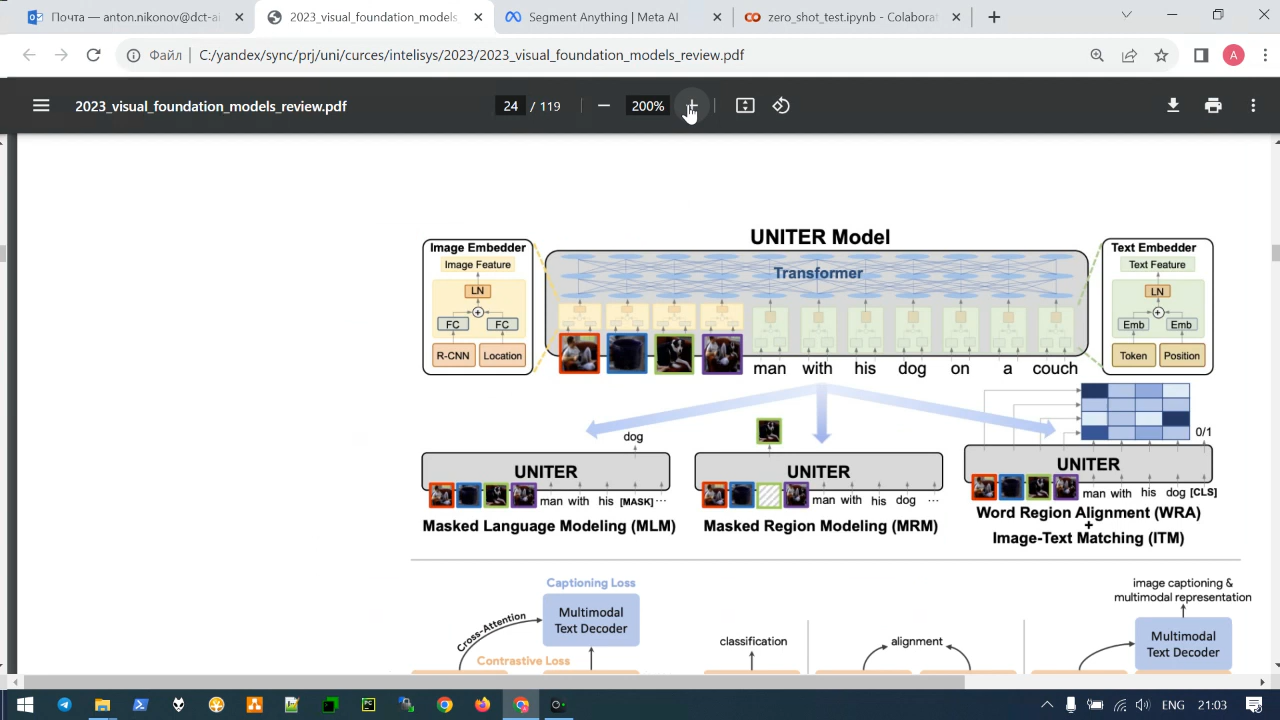 Почта — anton.nikonov@dct-ai
2023_visual_foundation_models
Segment Anything | Meta AI
zero_shot_test.ipynb - Colaborat
Файл
C:/yandex/sync/prj/uni/curces/intelisys/2023/2023_visual_foundation_models_review.pdf
A
2023_visual_foundation_models_review.pdf
24 / 119
200%
UNITER Model
Image Embedder
Image Feature
LN
FC FC
R-CNN Location
Transformer
man with his dog on a couch
Text Embedder
Text Feature
LN
Emb Emb
Token Position
dog
UNITER
man with his [MASK] ...
Masked Language Modeling (MLM)
UNITER
man with his dog ...
Masked Region Modeling (MRM)
0/1
UNITER
man with his dog [CLS]
Word Region Alignment (WRA)
+
Image-Text Matching (ITM)
Captioning Loss
Multimodal
Text Decoder
Cross-Attention
Contrastive Loss
classification
alignment
image captioning &
multimodal representation
Multimodal
Text Decoder
ENG
21:03